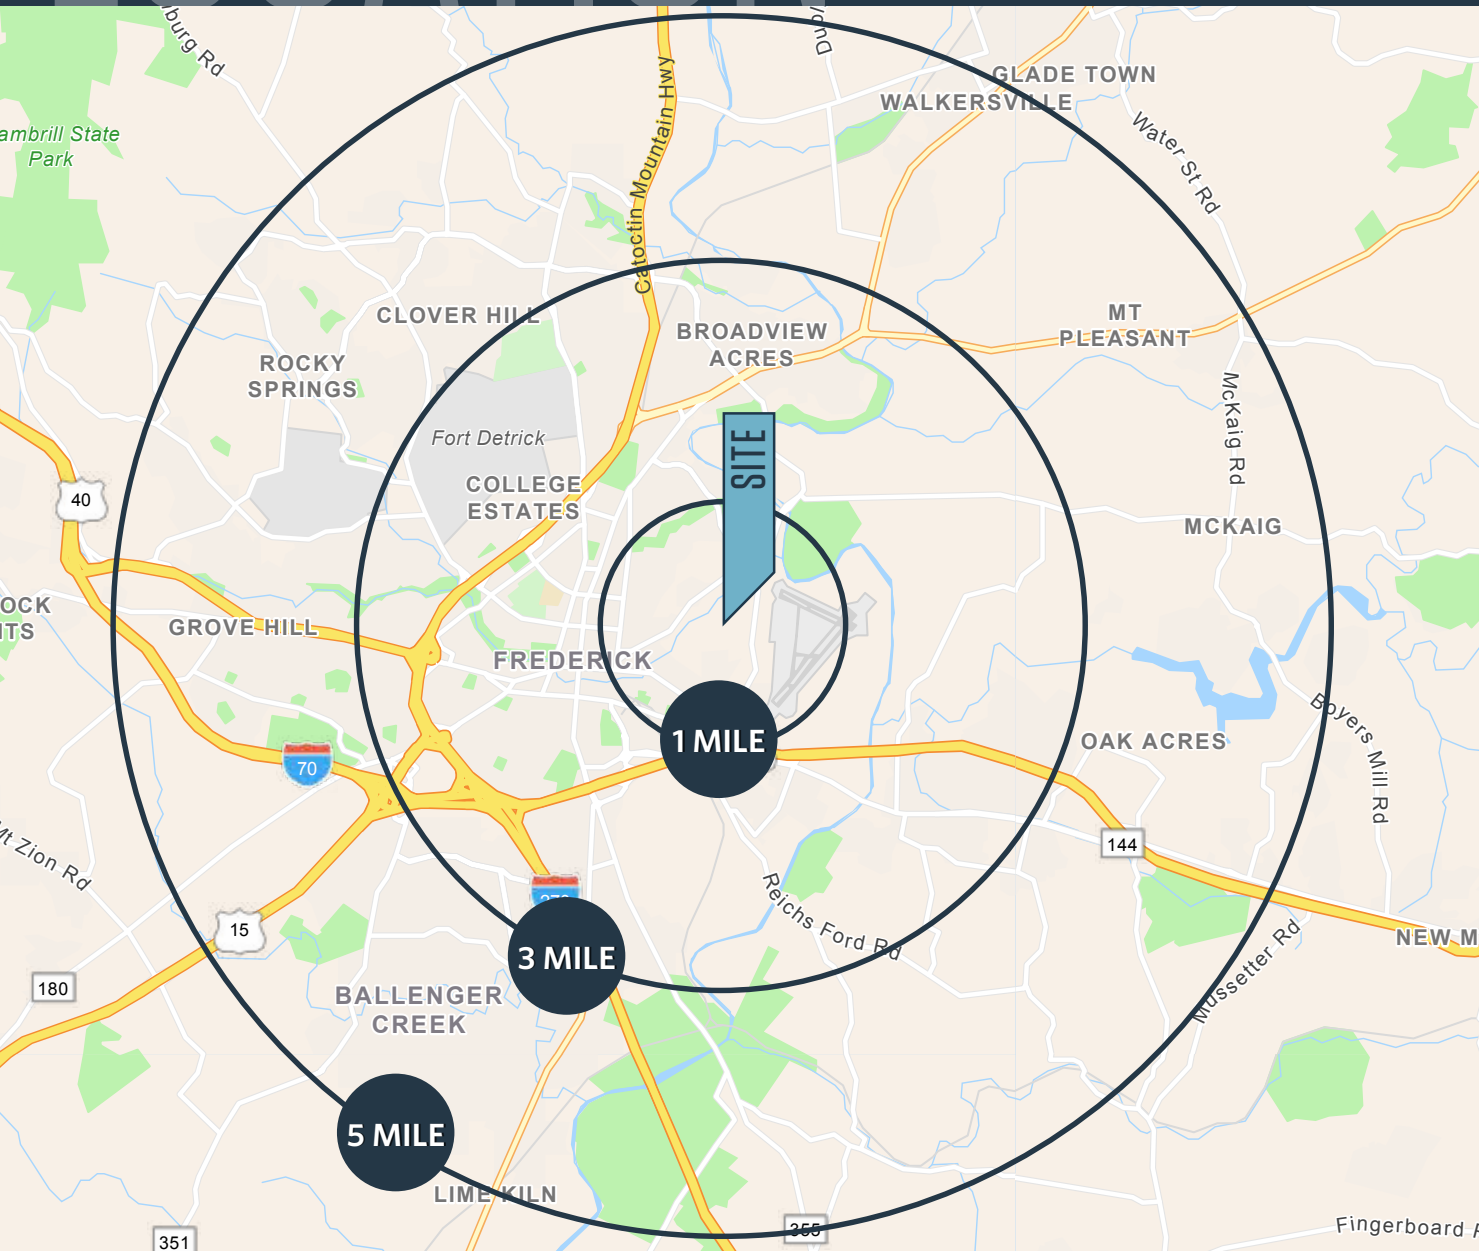 burg Rd
Catoctin Mountain Hwy
GLADE TOWN
WALKERSVILLE
Water St Rd
ambrill State
Park
CLOVER HILL
BROADVIEW
ACRES
MT
PLEASANT
ROCKY
SPRINGS
McKaig Rd
Fort Detrick
SITE
COLLEGE
ESTATES
40
MCKAIG
OCK
GROVE HILL
FREDERICK
Boyers Mill Rd
1 MILE
OAK ACRES
70
144
Mt Zion Rd
Reichs Ford Rd
15
NEW M
3 MILE
Mussetter Rd
180
BALLENGER
CREEK
5 MILE
LIME KILN
355
351
Fingerboard